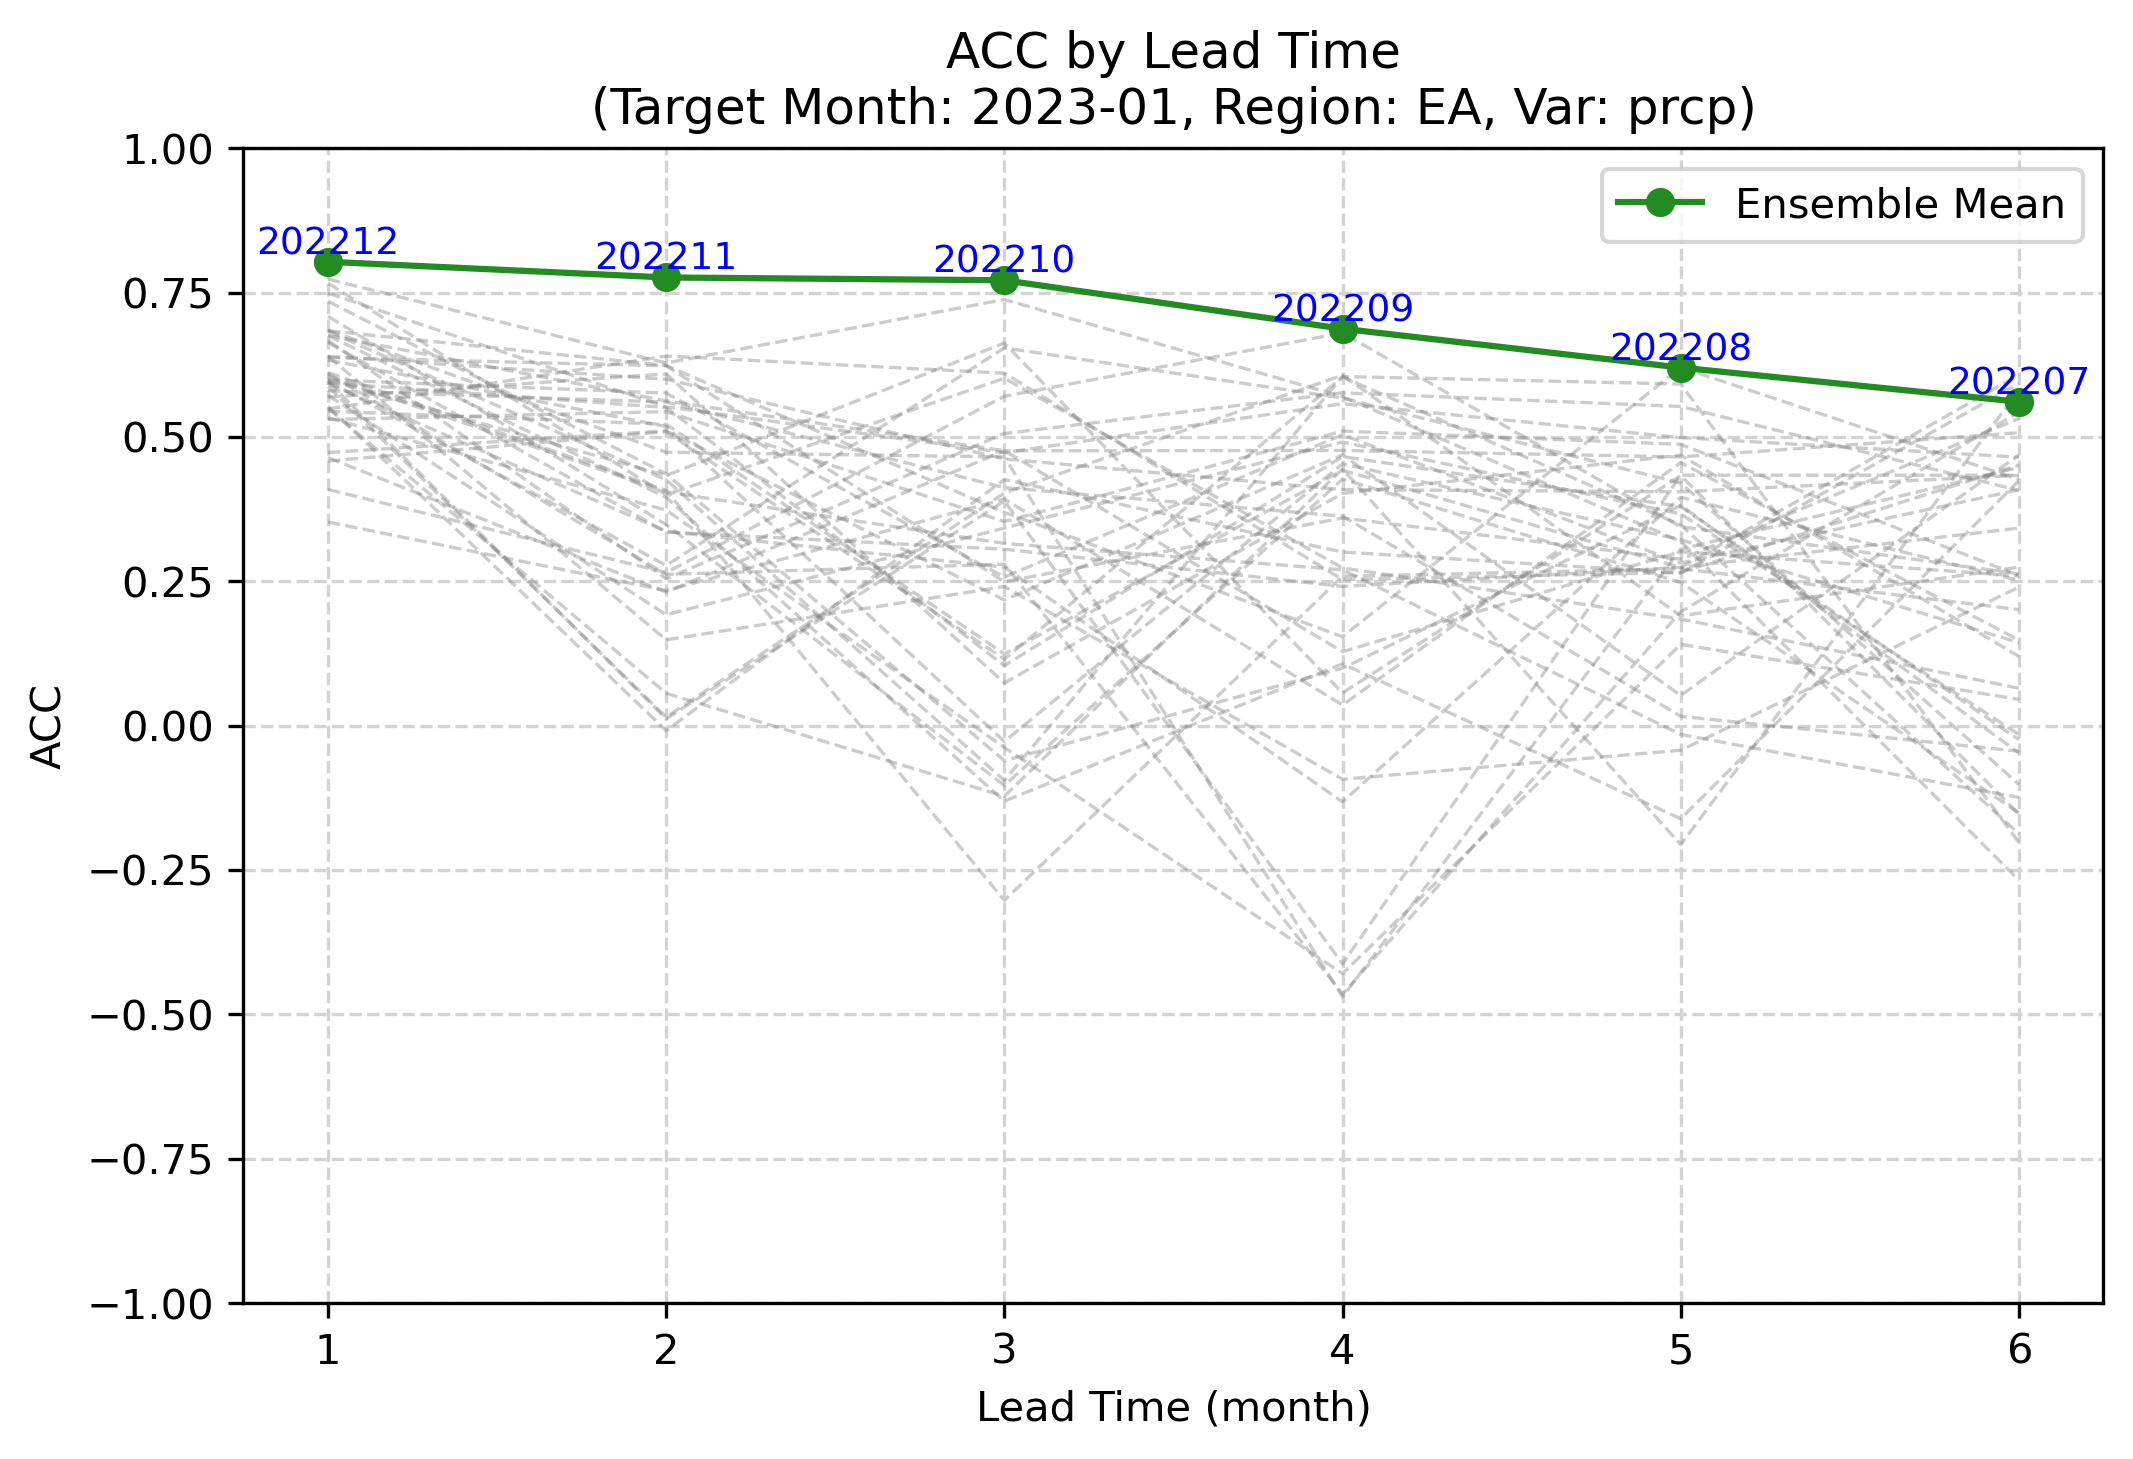 ACC by Lead Time
(Target Month: 2023-01, Region: EA, Var: prcp)
Ensemble Mean
202212
202211
202210
202209
202208
202207
1.00
0.75
0.50
0.25
0.00
−0.25
−0.50
−0.75
−1.00
ACC
1 2 3 4 5 6
Lead Time (month)